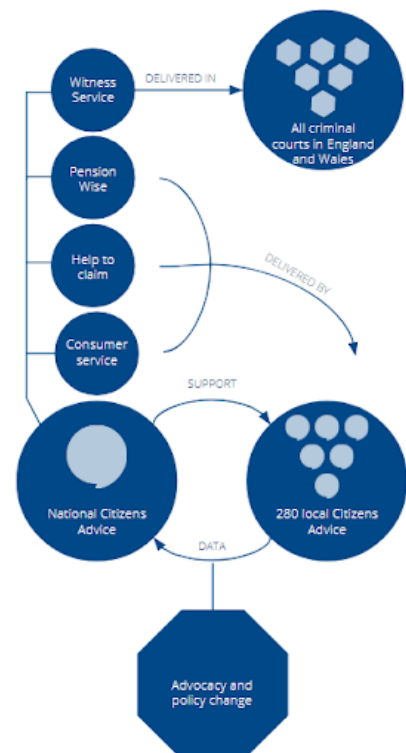 Witness
Service
DELIVERED IN
All criminal
courts in England
and Wales
Pension
Wise
Help to
claim
DELIVERED BY
Consumer
service
SUPPORT
National Citizens
Advice
280 local Citizens
Advice
DATA
Advocacy and
policy change